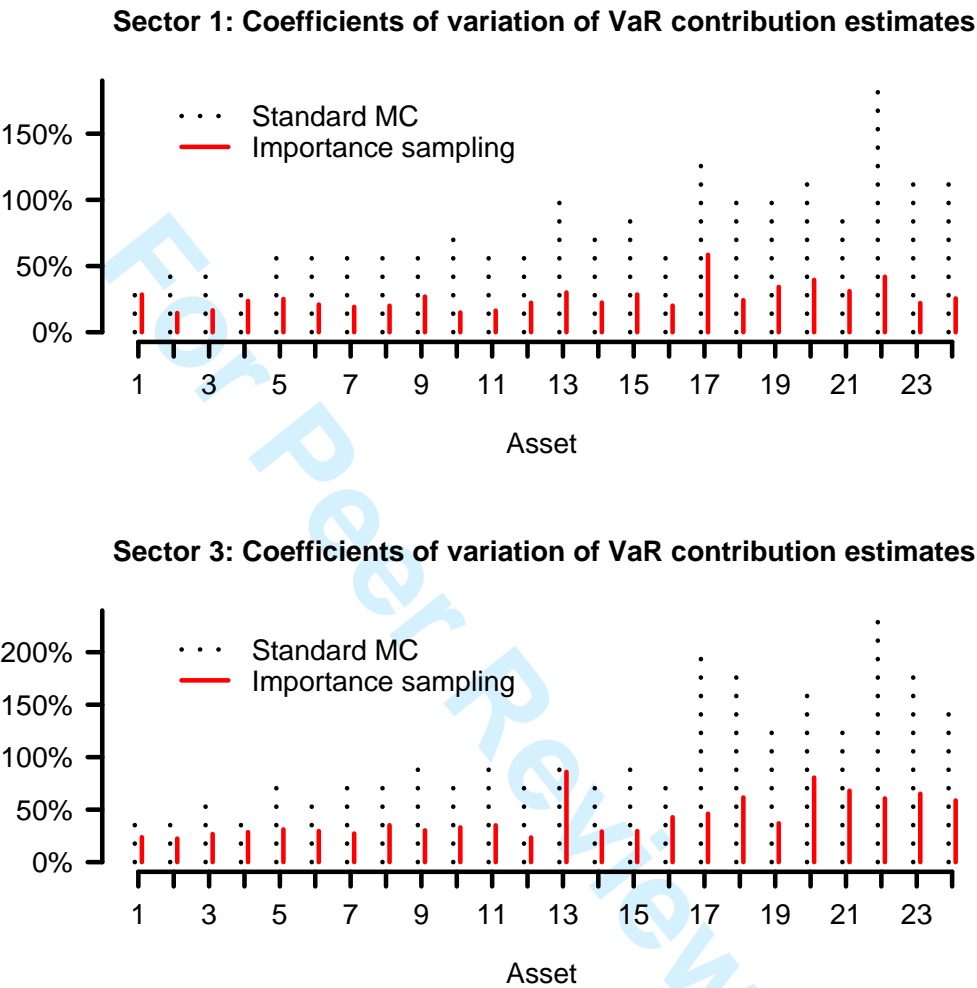 Sector 1: Coefficients of variation of VaR contribution estimates
Standard MC
Importance sampling
150%
100%
50%
0%
1 3 5 7 9 11 13 15 17 19 21 23
Asset
Sector 3: Coefficients of variation of VaR contribution estimates
Standard MC
Importance sampling
200%
150%
100%
50%
0%
1 3 5 7 9 11 13 15 17 19 21 23
Asset
For Peer Review